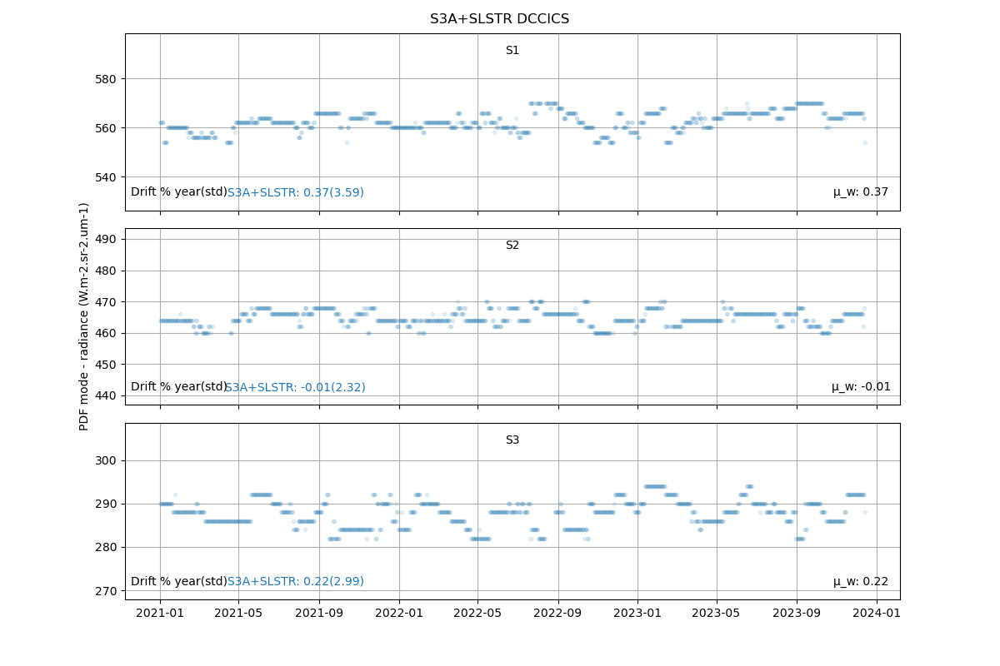 S3A+SLSTR DCCICS
PDF mode - radiance (W.m-2.sr-2.um-1)
S1
580
560
540
Drift % year(std) S3A+SLSTR: 0.37(3.59)
μ_w: 0.37
S2
490
480
470
460
450
440
Drift % year(std) S3A+SLSTR: -0.01(2.32)
μ_w: -0.01
S3
300
290
280
270
Drift % year(std) S3A+SLSTR: 0.22(2.99)
μ_w: 0.22
2021-01 2021-05 2021-09 2022-01 2022-05 2022-09 2023-01 2023-05 2023-09 2024-01